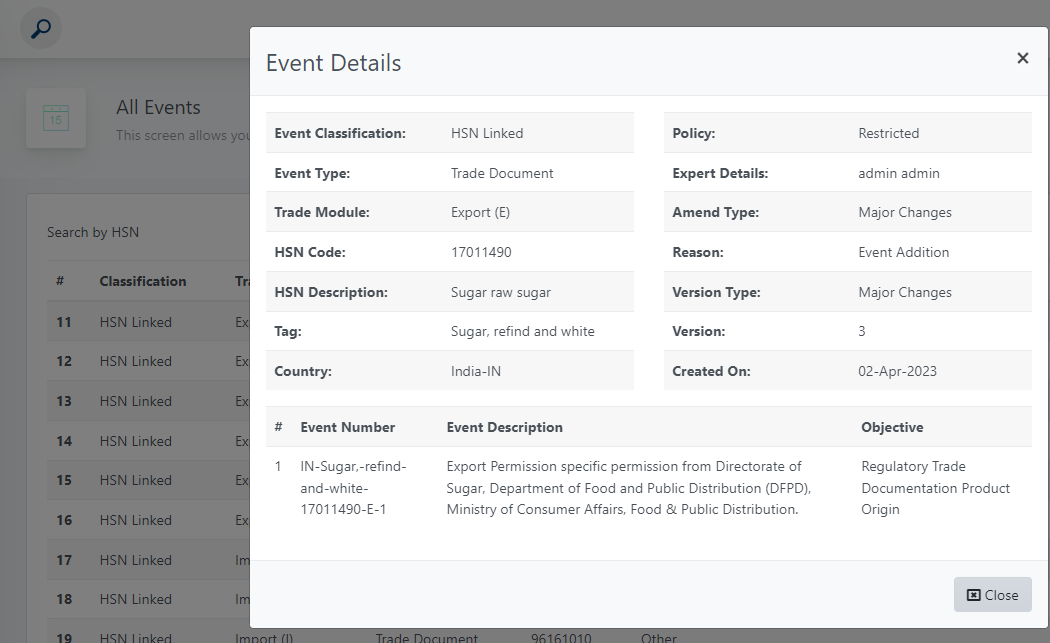 Event Details
×
15
All Events
This screen allows you
Event Classification: HSN Linked
Policy: Restricted
Event Type: Trade Document
Expert Details: admin admin
Trade Module: Export (E)
Amend Type: Major Changes
Search by HSN
HSN Code: 17011490
Reason: Event Addition
# Classification
HSN Description: Sugar raw sugar
Version Type: Major Changes
11 HSN Linked Ex
Tag: Sugar, refind and white
Version: 3
12 HSN Linked Ex
Country: India-IN
Created On: 02-Apr-2023
13 HSN Linked Ex
# Event Number Event Description Objective
14 HSN Linked Ex
1 IN-Sugar,-refind- Export Permission specific permission from Directorate of Regulatory Trade
and-white- Sugar, Department of Food and Public Distribution (DFPD), Documentation Product
17011490-E-1 Ministry of Consumer Affairs, Food & Public Distribution. Origin
15 HSN Linked Ex
16 HSN Linked Ex
17 HSN Linked Im
18 HSN Linked Im
Close
19 HSN Linked Import (I) Trade Document 96161010 Other